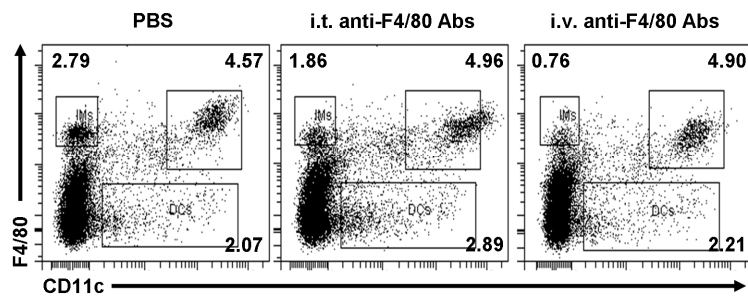 PBS
i.t. anti-F4/80 Abs
i.v. anti-F4/80 Abs
2.79
4.57
1.86
4.96
0.76
4.90
IMs
IMs
IMs
DCs
DCs
DCs
2.07
2.89
2.21
F4/80
CD11c